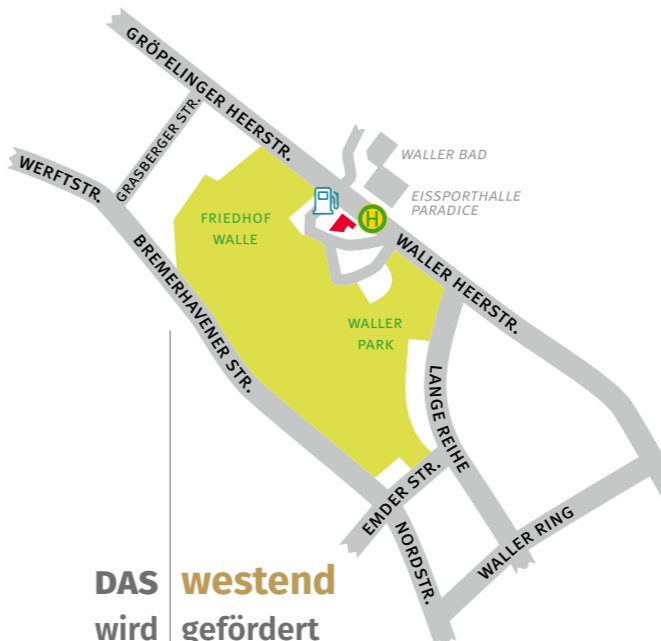 GRÖPELINGER HEERSTR.
GRASBERGER STR.
WERFTSTR.
WALLER BAD
EISSPORTHALLE
PARADICE
FRIEDHOF
WALLE
H
WALLER HEERSTR.
BREMERHAVENER STR.
WALLER
PARK
LANGE REIHE
EMDER STR.
NORDSTR.
WALLER RING
DAS westend
wird gefördert